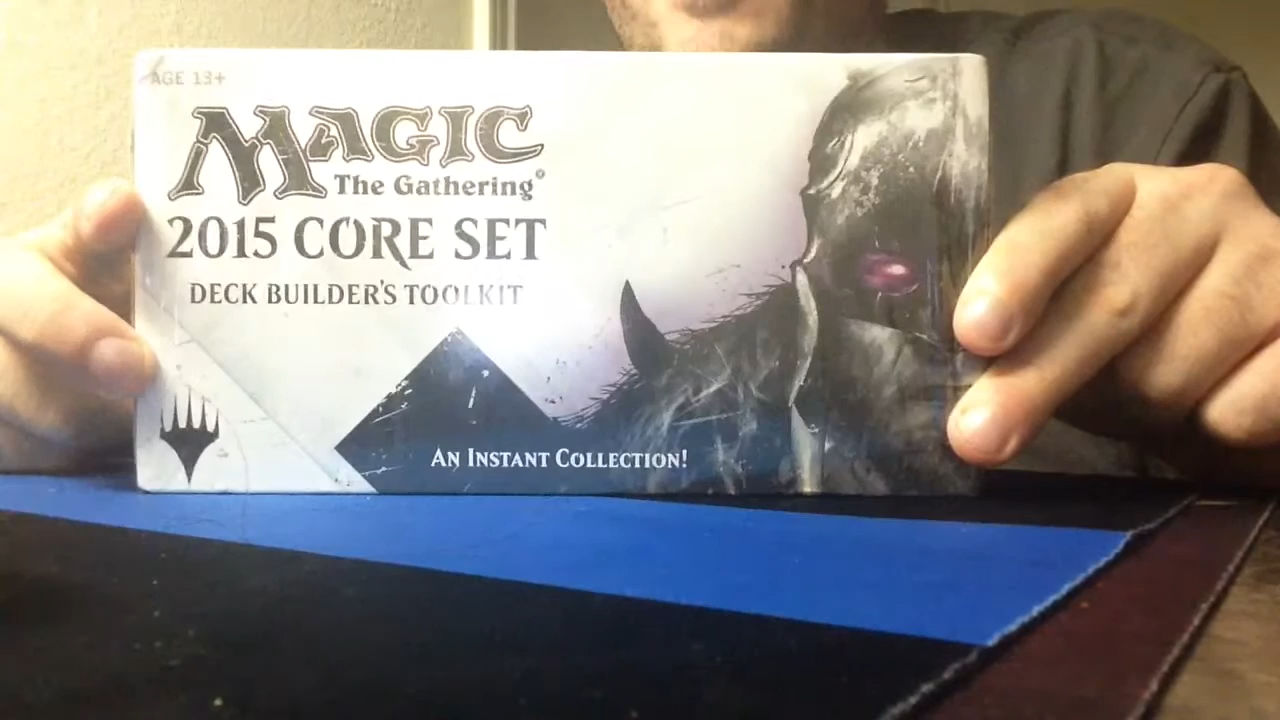 AGE 13+
MAGIC
The Gathering®
2015 CORE SET
DECK BUILDER'S TOOLKIT
AN INSTANT COLLECTION!